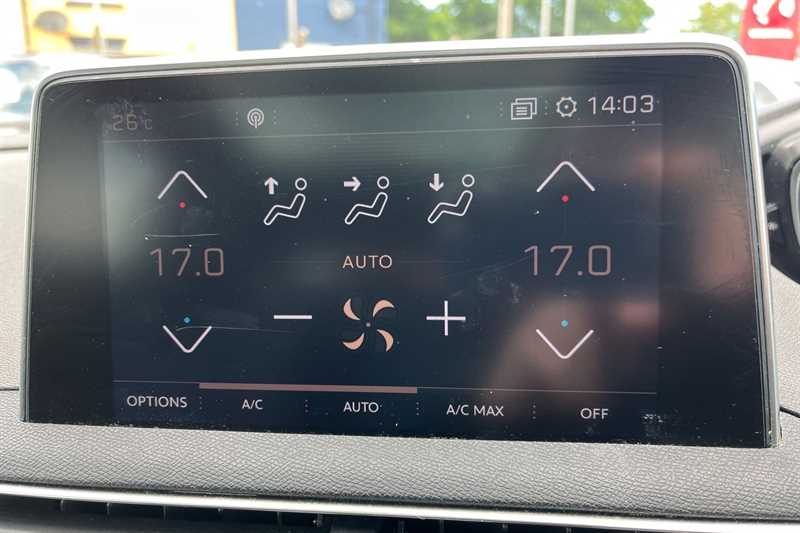 26°C 14:03
17.0 AUTO 17.0
OPTIONS A/C AUTO A/C MAX OFF